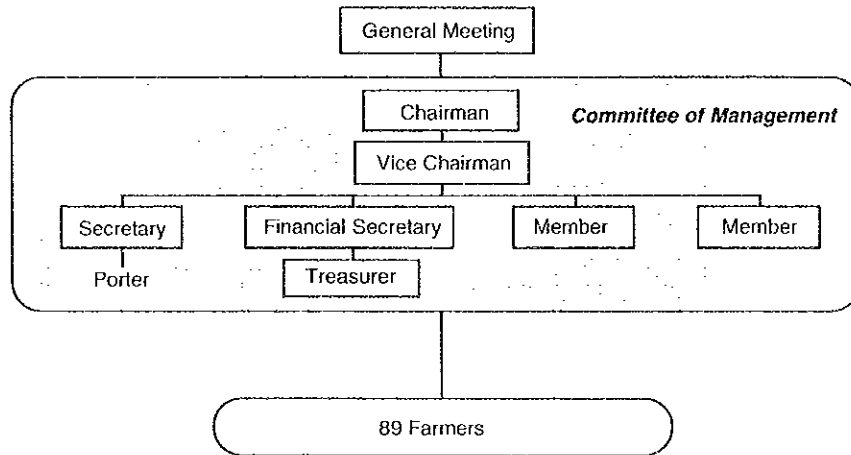 General Meeting
Chairman
Committee of Management
Vice Chairman
Secretary
Financial Secretary
Member
Member
Porter
Treasurer
89 Farmers